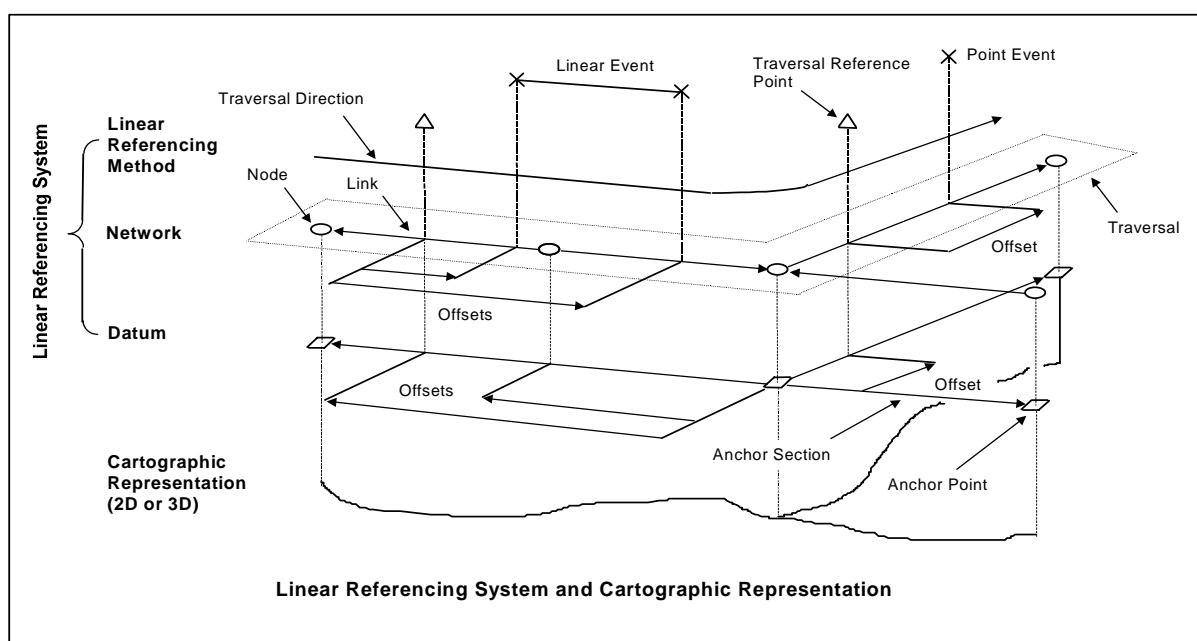 Linear Event
Traversal Reference
Point
Point Event
Traversal Direction
Linear
Referencing
Method
Linear Referencing System
Node
Link
Network
Traversal
Offset
Offsets
Datum
Offsets
Offset
Anchor Section
Anchor Point
Cartographic
Representation
(2D or 3D)
Linear Referencing System and Cartographic Representation